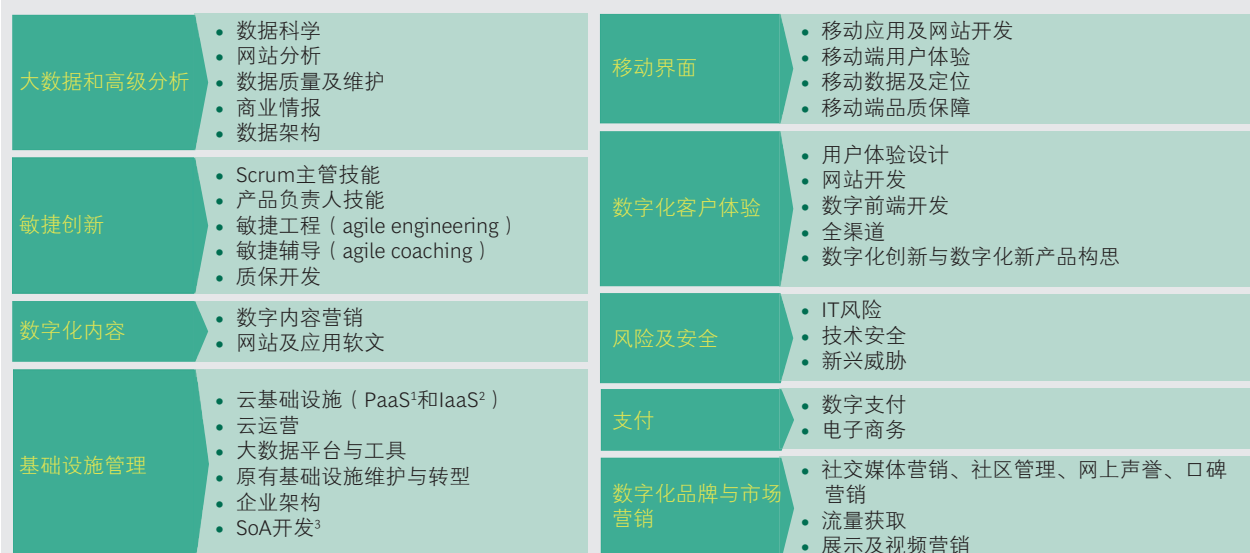 大数据和高级分析
• 数据科学
• 网站分析
• 数据质量及维护
• 商业情报
• 数据架构
敏捷创新
• Scrum主管技能
• 产品负责人技能
• 敏捷工程（agile engineering）
• 敏捷辅导（agile coaching）
• 质保开发
数字化内容
• 数字内容营销
• 网站及应用软文
基础设施管理
• 云基础设施（PaaS¹和IaaS²）
• 云运营
• 大数据平台与工具
• 原有基础设施维护与转型
• 企业架构
• SoA开发³
移动界面
• 移动应用及网站开发
• 移动端用户体验
• 移动数据及定位
• 移动端品质保障
数字化客户体验
• 用户体验设计
• 网站开发
• 数字前端开发
• 全渠道
• 数字化创新与数字化新产品构思
风险及安全
• IT风险
• 技术安全
• 新兴威胁
支付
• 数字支付
• 电子商务
数字化品牌与市场
营销
• 社交媒体营销、社区管理、网上声誉、口碑
营销
• 流量获取
• 展示及视频营销